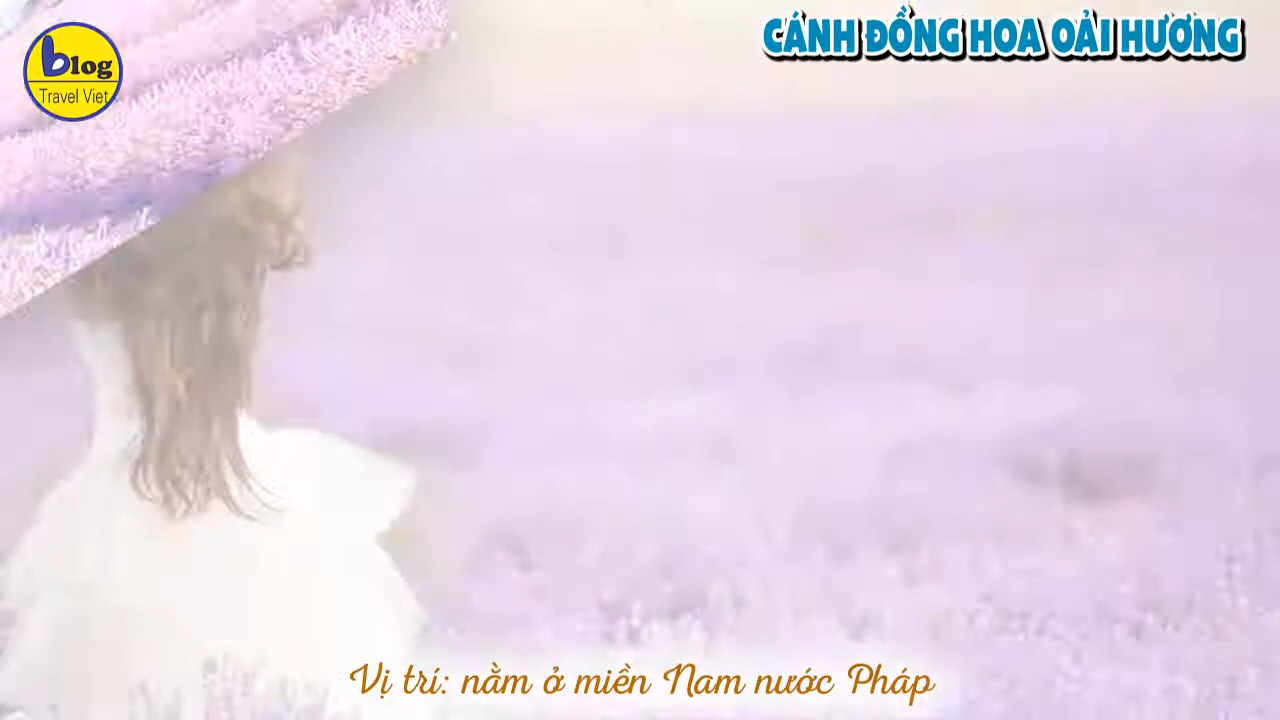 blog
Travel Viet
CÁNH ĐỒNG HOA OẢI HƯƠNG
Vị trí: nằm ở miền Nam nước Pháp